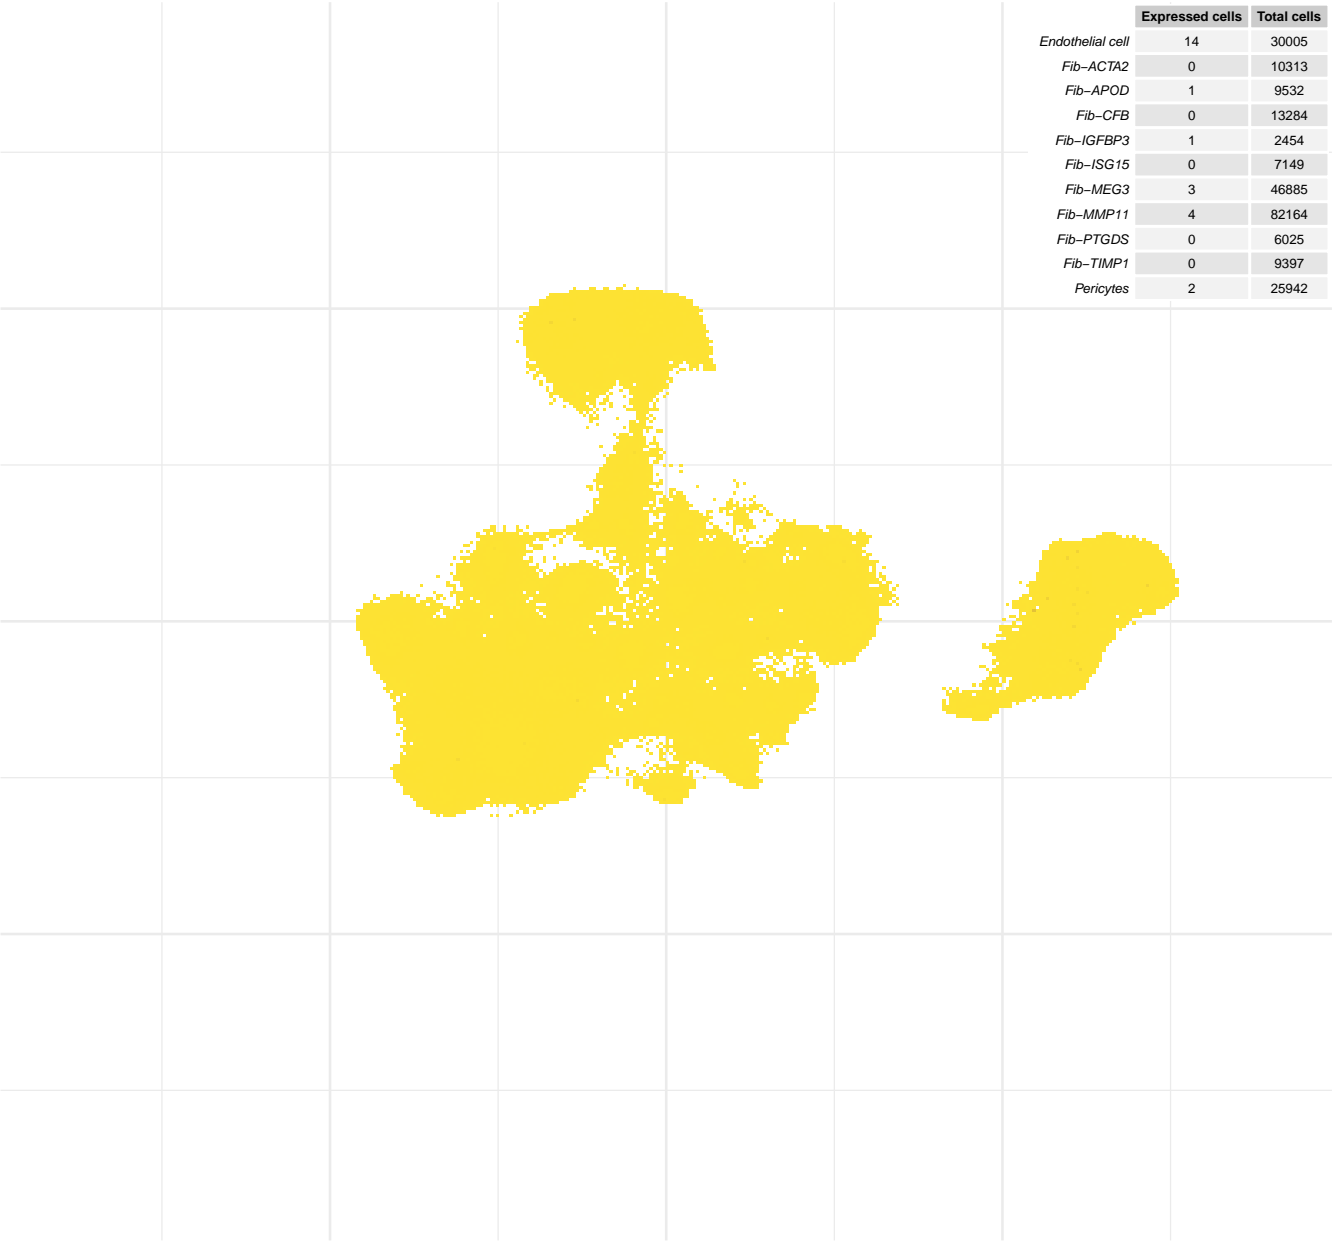 Expressed cells Total cells
Endothelial cell 14 30005
Fib−ACTA2 0 10313
Fib−APOD 1 9532
Fib−CFB 0 13284
Fib−IGFBP3 1 2454
Fib−ISG15 0 7149
Fib−MEG3 3 46885
Fib−MMP11 4 82164
Fib−PTGDS 0 6025
Fib−TIMP1 0 9397
Pericytes 2 25942